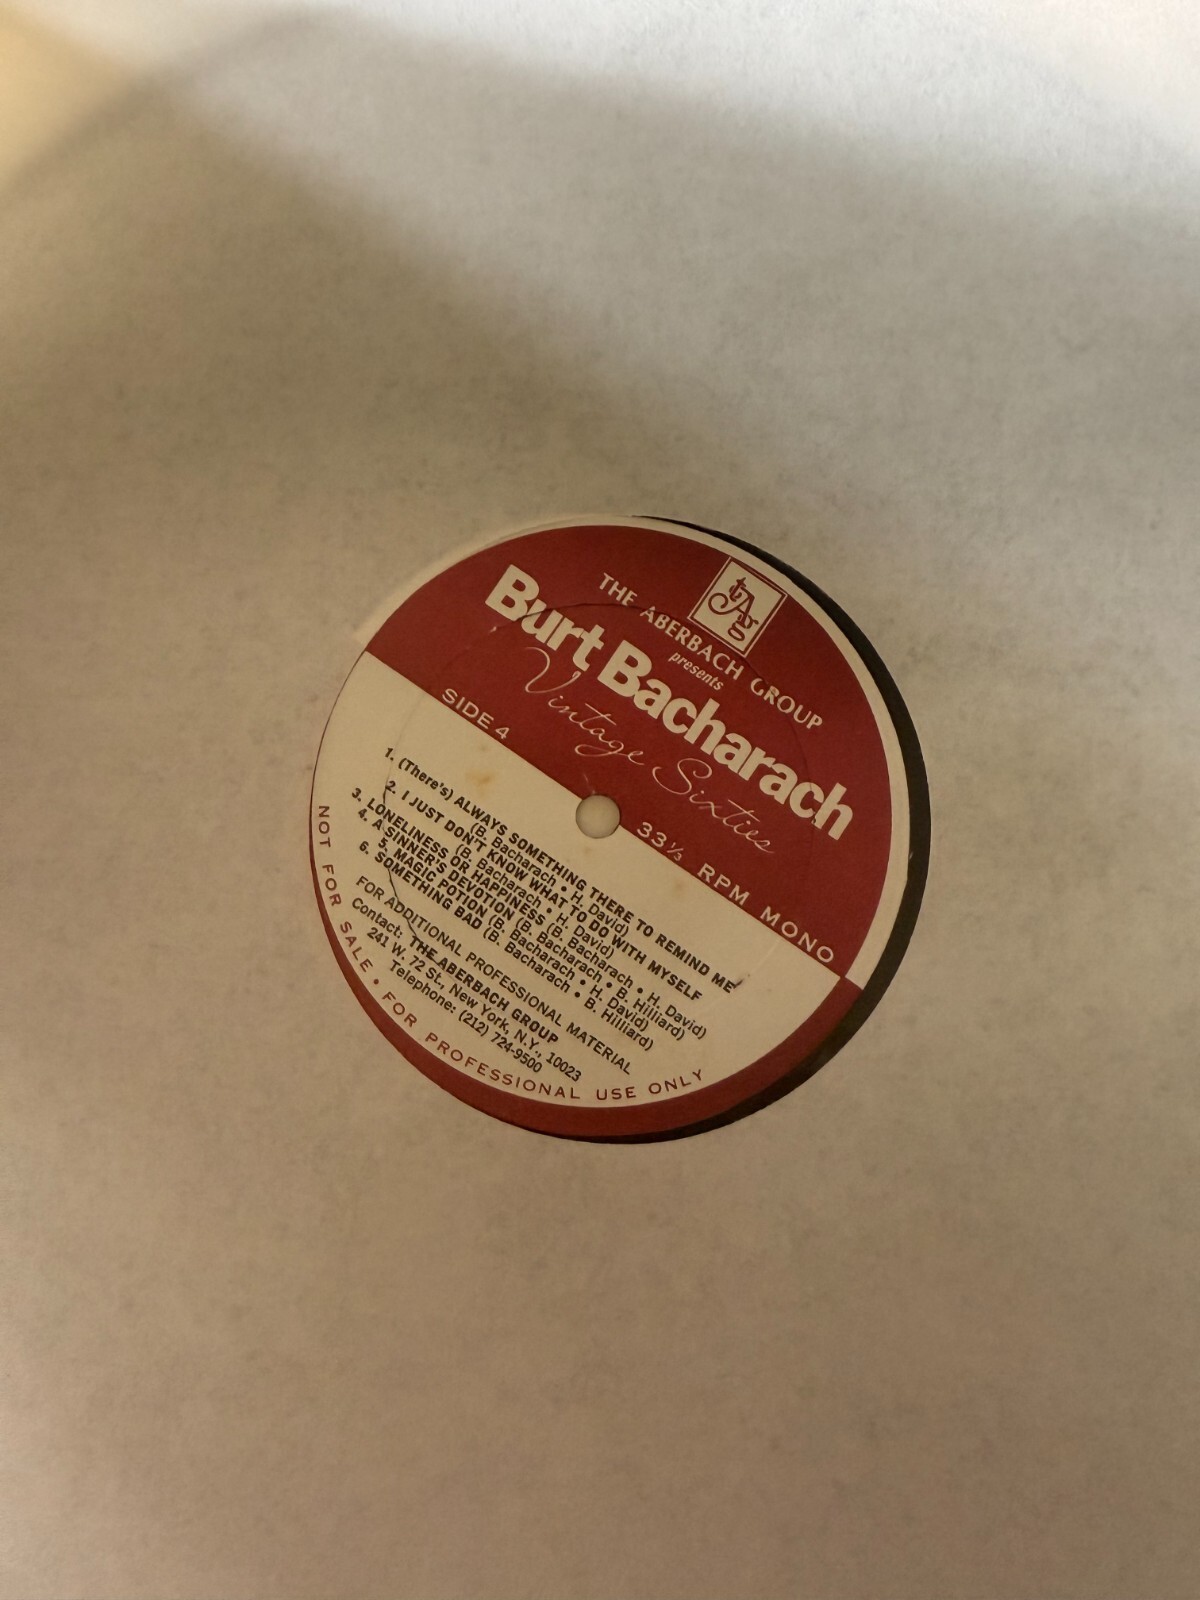 tAg
THE ABERBACH GROUP
presents
Burt Bacharach
Vintage Sixties
SIDE 4
33⅓ RPM MONO
1. (There's) ALWAYS SOMETHING THERE TO REMIND ME
(B. Bacharach • H. David)
2. I JUST DON'T KNOW WHAT TO DO WITH MYSELF
(B. Bacharach • H. David)
3. LONELINESS OR HAPPINESS (B. Bacharach • H. David)
4. A SINNER'S DEVOTION (B. Bacharach • B. Hilliard)
5. MAGIC POTION (B. Bacharach • H. David)
6. SOMETHING BAD (B. Bacharach • B. Hilliard)
FOR ADDITIONAL PROFESSIONAL MATERIAL
Contact: THE ABERBACH GROUP
241 W. 72 St., New York, N.Y., 10023
Telephone: (212) 724-9500
NOT FOR SALE • FOR PROFESSIONAL USE ONLY